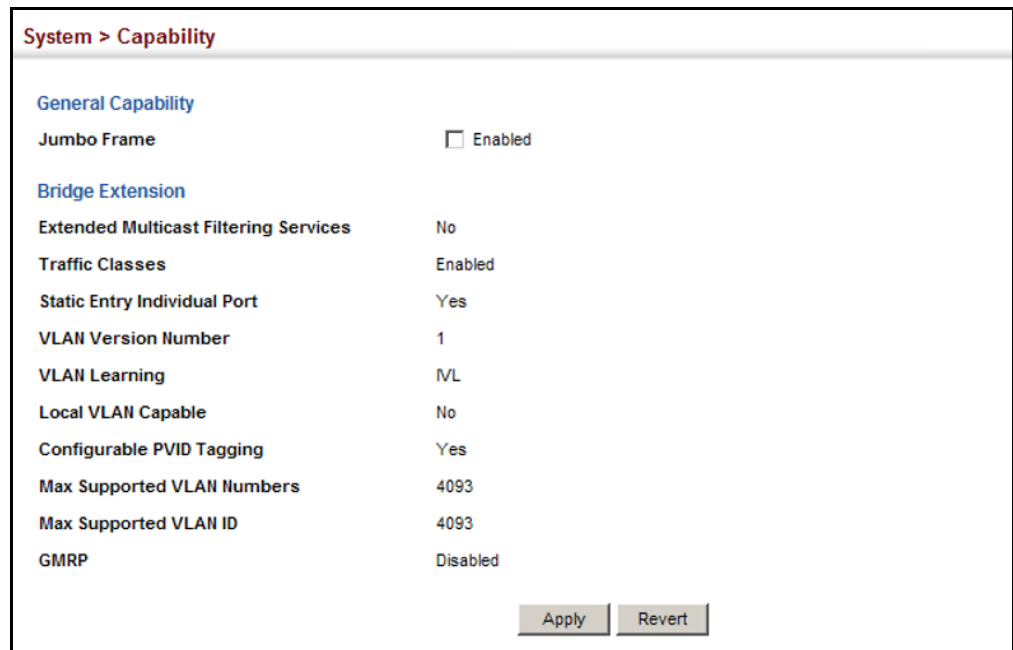 System > Capability
General Capability
Jumbo Frame Enabled
Bridge Extension
Extended Multicast Filtering Services No
Traffic Classes Enabled
Static Entry Individual Port Yes
VLAN Version Number 1
VLAN Learning IVL
Local VLAN Capable No
Configurable PVID Tagging Yes
Max Supported VLAN Numbers 4093
Max Supported VLAN ID 4093
GMRP Disabled
Apply Revert